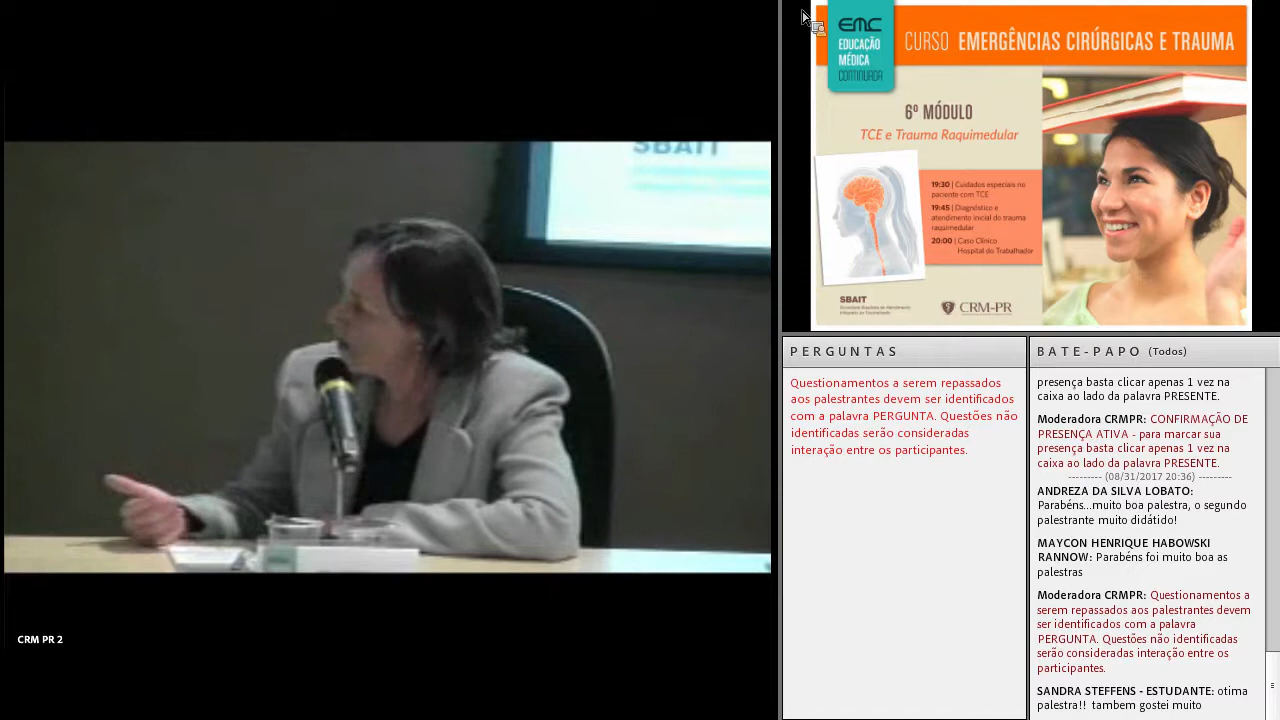 SBAIT
CRM PR 2
EMC
EDUCAÇÃO
MÉDICA
CONTINUADA
CURSO EMERGÊNCIAS CIRÚRGICAS E TRAUMA
6º MÓDULO
TCE e Trauma Raquimedular
19:30 | Cuidados especiais no
paciente com TCE
19:45 | Diagnóstico e
atendimento inicial do trauma
raquimedular
20:00 | Caso Clínico
Hospital do Trabalhador
SBAIT
Sociedade Brasileira de Atendimento
Integrado ao Traumatizado
CRM-PR
PERGUNTAS
Questionamentos a serem repassados
aos palestrantes devem ser identificados
com a palavra PERGUNTA. Questões não
identificadas serão consideradas
interação entre os participantes.
BATE-PAPO (Todos)
presença basta clicar apenas 1 vez na
caixa ao lado da palavra PRESENTE.
Moderadora CRMPR: CONFIRMAÇÃO DE
PRESENÇA ATIVA - para marcar sua
presença basta clicar apenas 1 vez na
caixa ao lado da palavra PRESENTE.
--------- (08/31/2017 20:36) ---------
ANDREZA DA SILVA LOBATO:
Parabéns...muito boa palestra, o segundo
palestrante muito didátido!
MAYCON HENRIQUE HABOWSKI
RANNOW: Parabéns foi muito boa as
palestras
Moderadora CRMPR: Questionamentos a
serem repassados aos palestrantes devem
ser identificados com a palavra
PERGUNTA. Questões não identificadas
serão consideradas interação entre os
participantes.
SANDRA STEFFENS - ESTUDANTE: otima
palestra!! tambem gostei muito